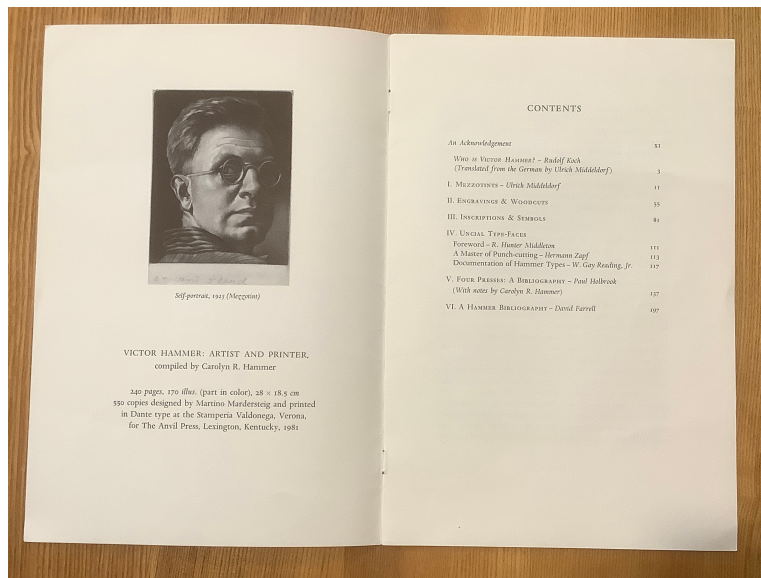 Self-portrait, 1923 (Mezzotint)
VICTOR HAMMER: ARTIST AND PRINTER,
compiled by Carolyn R. Hammer
240 pages, 170 illus. (part in color), 28 × 18.5 cm
550 copies designed by Martino Mardersteig and printed
in Dante type at the Stamperia Valdonega, Verona,
for The Anvil Press, Lexington, Kentucky, 1981
CONTENTS
An Acknowledgement XI
Who is Victor Hammer? – Rudolf Koch
(Translated from the German by Ulrich Middeldorf) 3
I. Mezzotints – Ulrich Middeldorf 11
II. Engravings & Woodcuts 55
III. Inscriptions & Symbols 81
IV. Uncial Type-Faces
Foreword – R. Hunter Middleton 111
A Master of Punch-cutting – Hermann Zapf 113
Documentation of Hammer Types – W. Gay Reading, Jr. 117
V. Four Presses: A Bibliography – Paul Holbrook
(With notes by Carolyn R. Hammer) 137
VI. A Hammer Bibliography – David Farrell 197